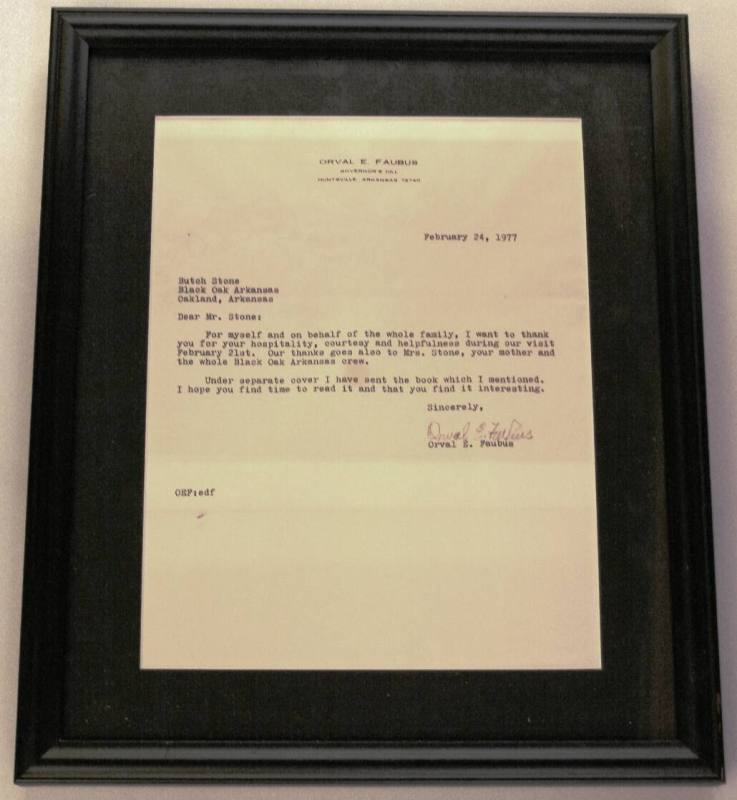 ORVAL E. FAUBUS
GOVERNOR'S HILL
HUNTSVILLE, ARKANSAS 72740
February 24, 1977
Butch Stone
Black Oak Arkansas
Oakland, Arkansas
Dear Mr. Stone:
For myself and on behalf of the whole family, I want to thank
you for your hospitality, courtesy and helpfulness during our visit
February 21st. Our thanks goes also to Mrs. Stone, your mother and
the whole Black Oak Arkansas crew.
Under separate cover I have sent the book which I mentioned.
I hope you find time to read it and that you find it interesting.
Sincerely,
Orval E. Faubus
Orval E. Faubus
OEF:edf